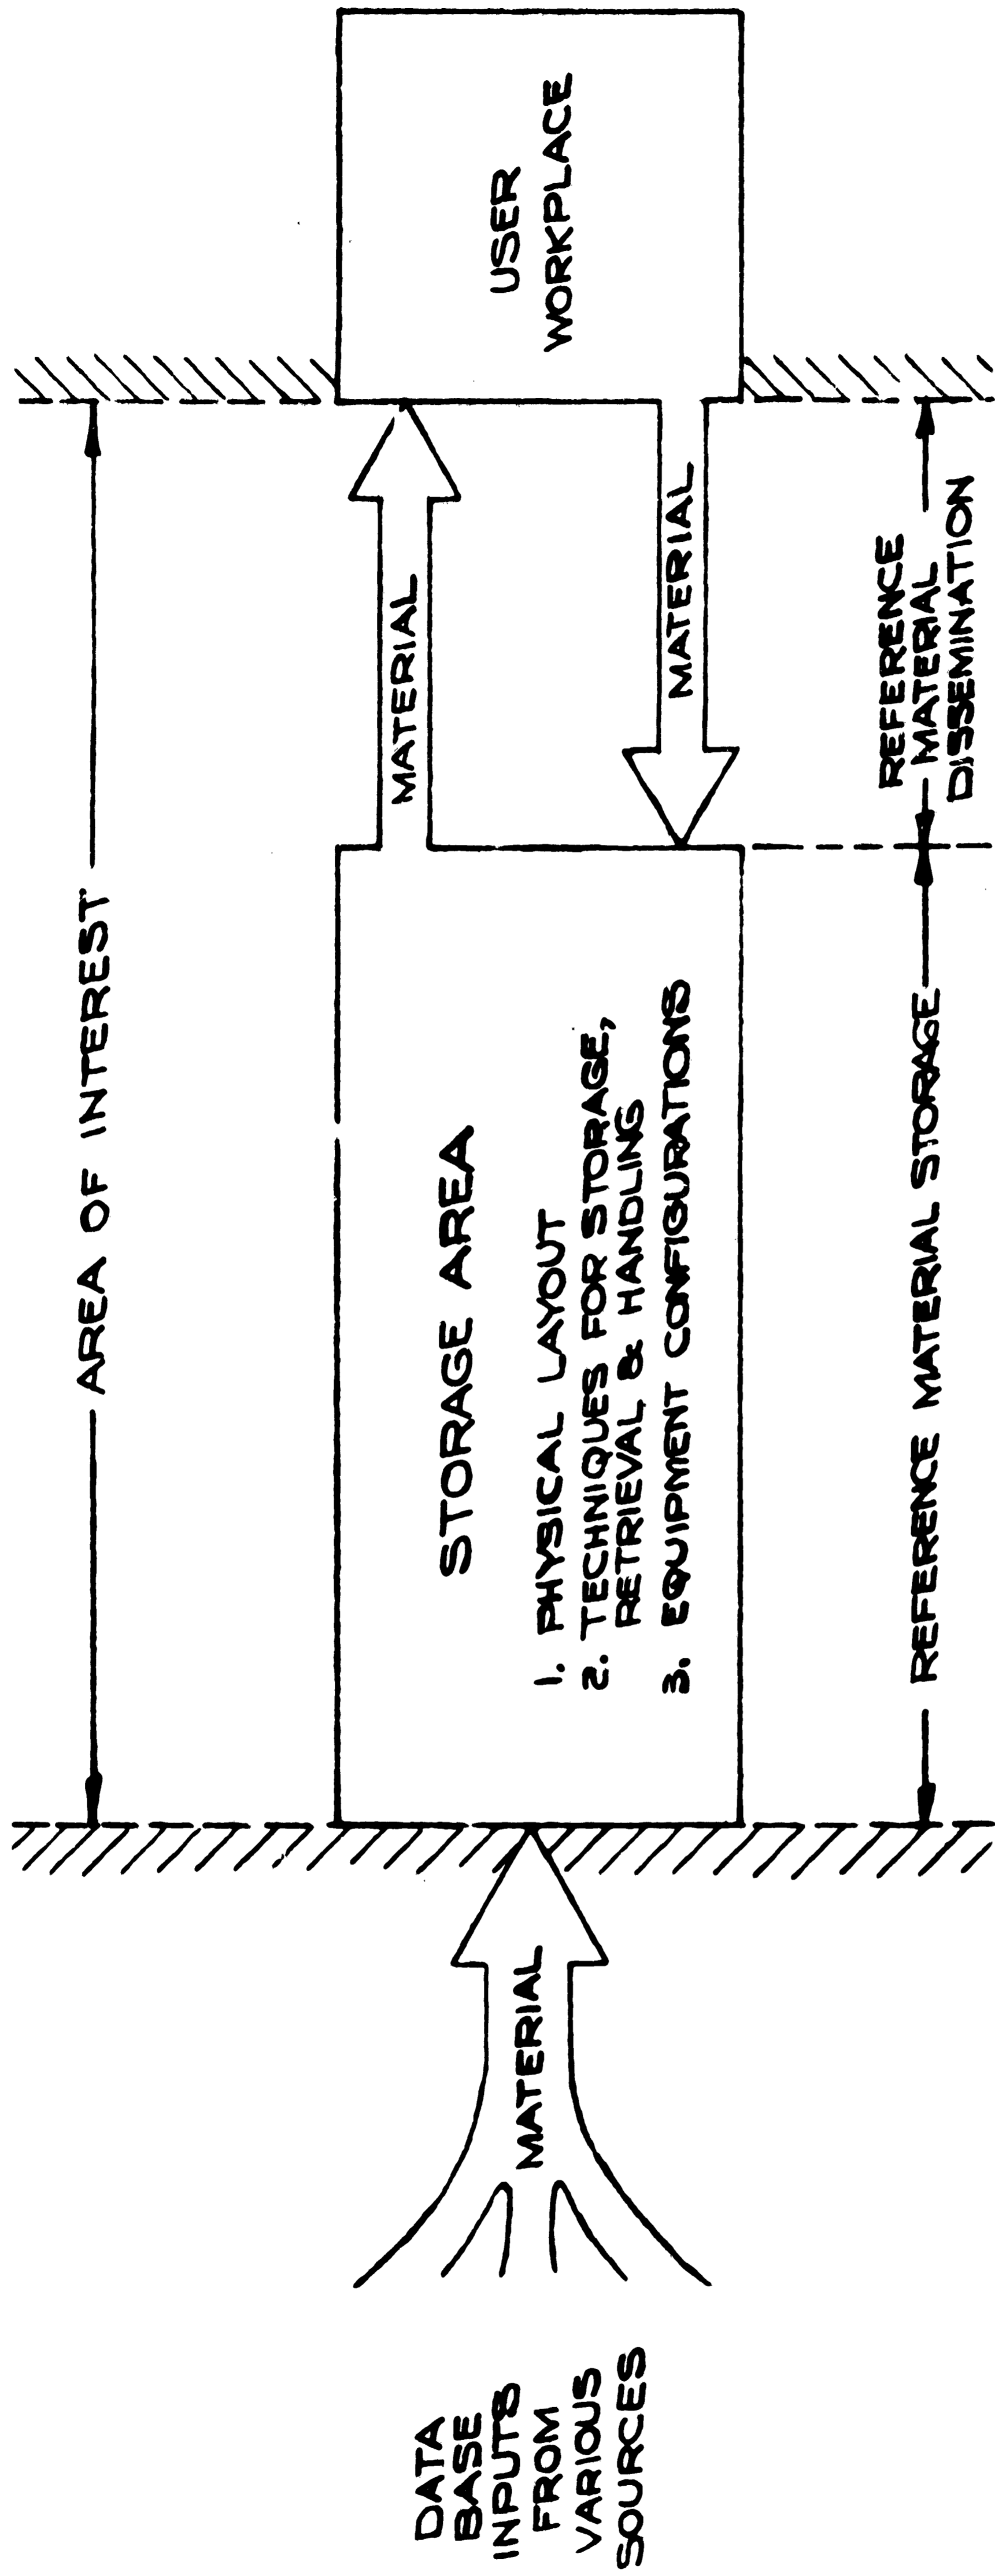 AREA OF INTEREST
DATA
BASE
INPUTS
FROM
VARIOUS
SOURCES
MATERIAL
STORAGE AREA
1. PHYSICAL LAYOUT
2. TECHNIQUES FOR STORAGE,
RETRIEVAL & HANDLING
3. EQUIPMENT CONFIGURATIONS
MATERIAL
MATERIAL
USER
WORKPLACE
REFERENCE MATERIAL STORAGE
REFERENCE
MATERIAL
DISSEMINATION